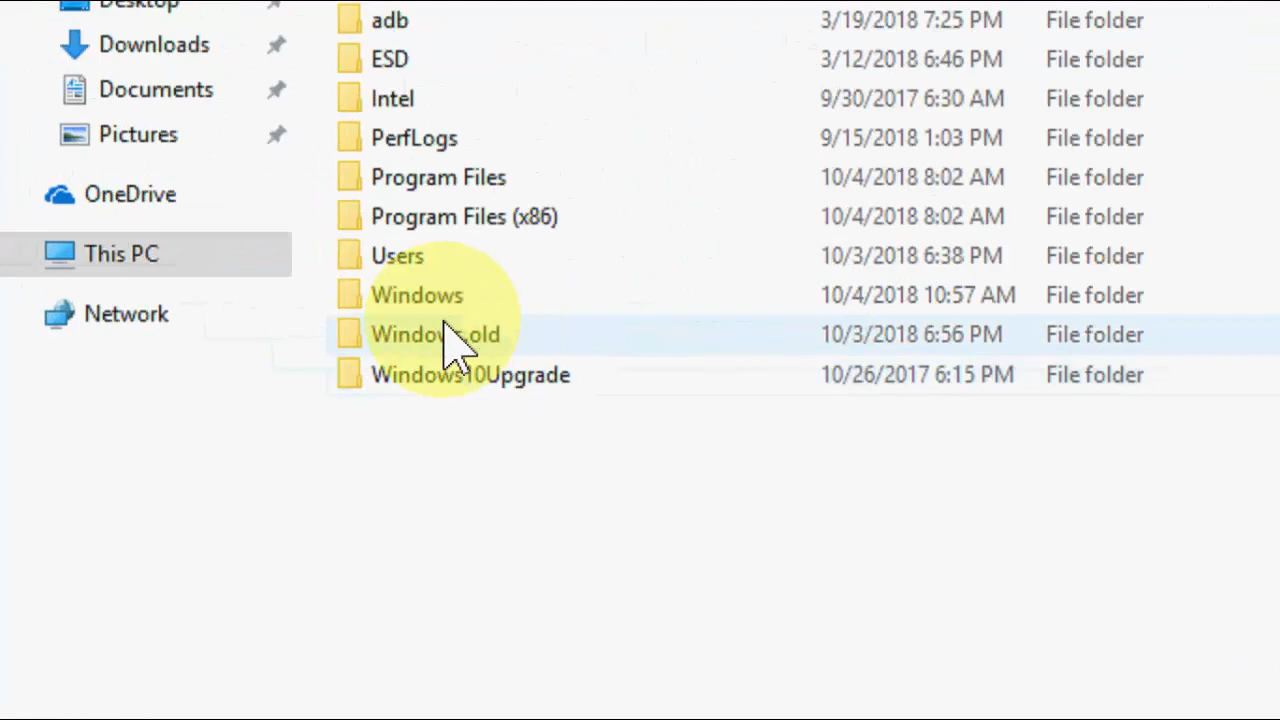 Desktop
Downloads
Documents
Pictures
OneDrive
This PC
Network
adb 3/19/2018 7:25 PM File folder
ESD 3/12/2018 6:46 PM File folder
Intel 9/30/2017 6:30 AM File folder
PerfLogs 9/15/2018 1:03 PM File folder
Program Files 10/4/2018 8:02 AM File folder
Program Files (x86) 10/4/2018 8:02 AM File folder
Users 10/3/2018 6:38 PM File folder
Windows 10/4/2018 10:57 AM File folder
Windows.old 10/3/2018 6:56 PM File folder
Windows10Upgrade 10/26/2017 6:15 PM File folder